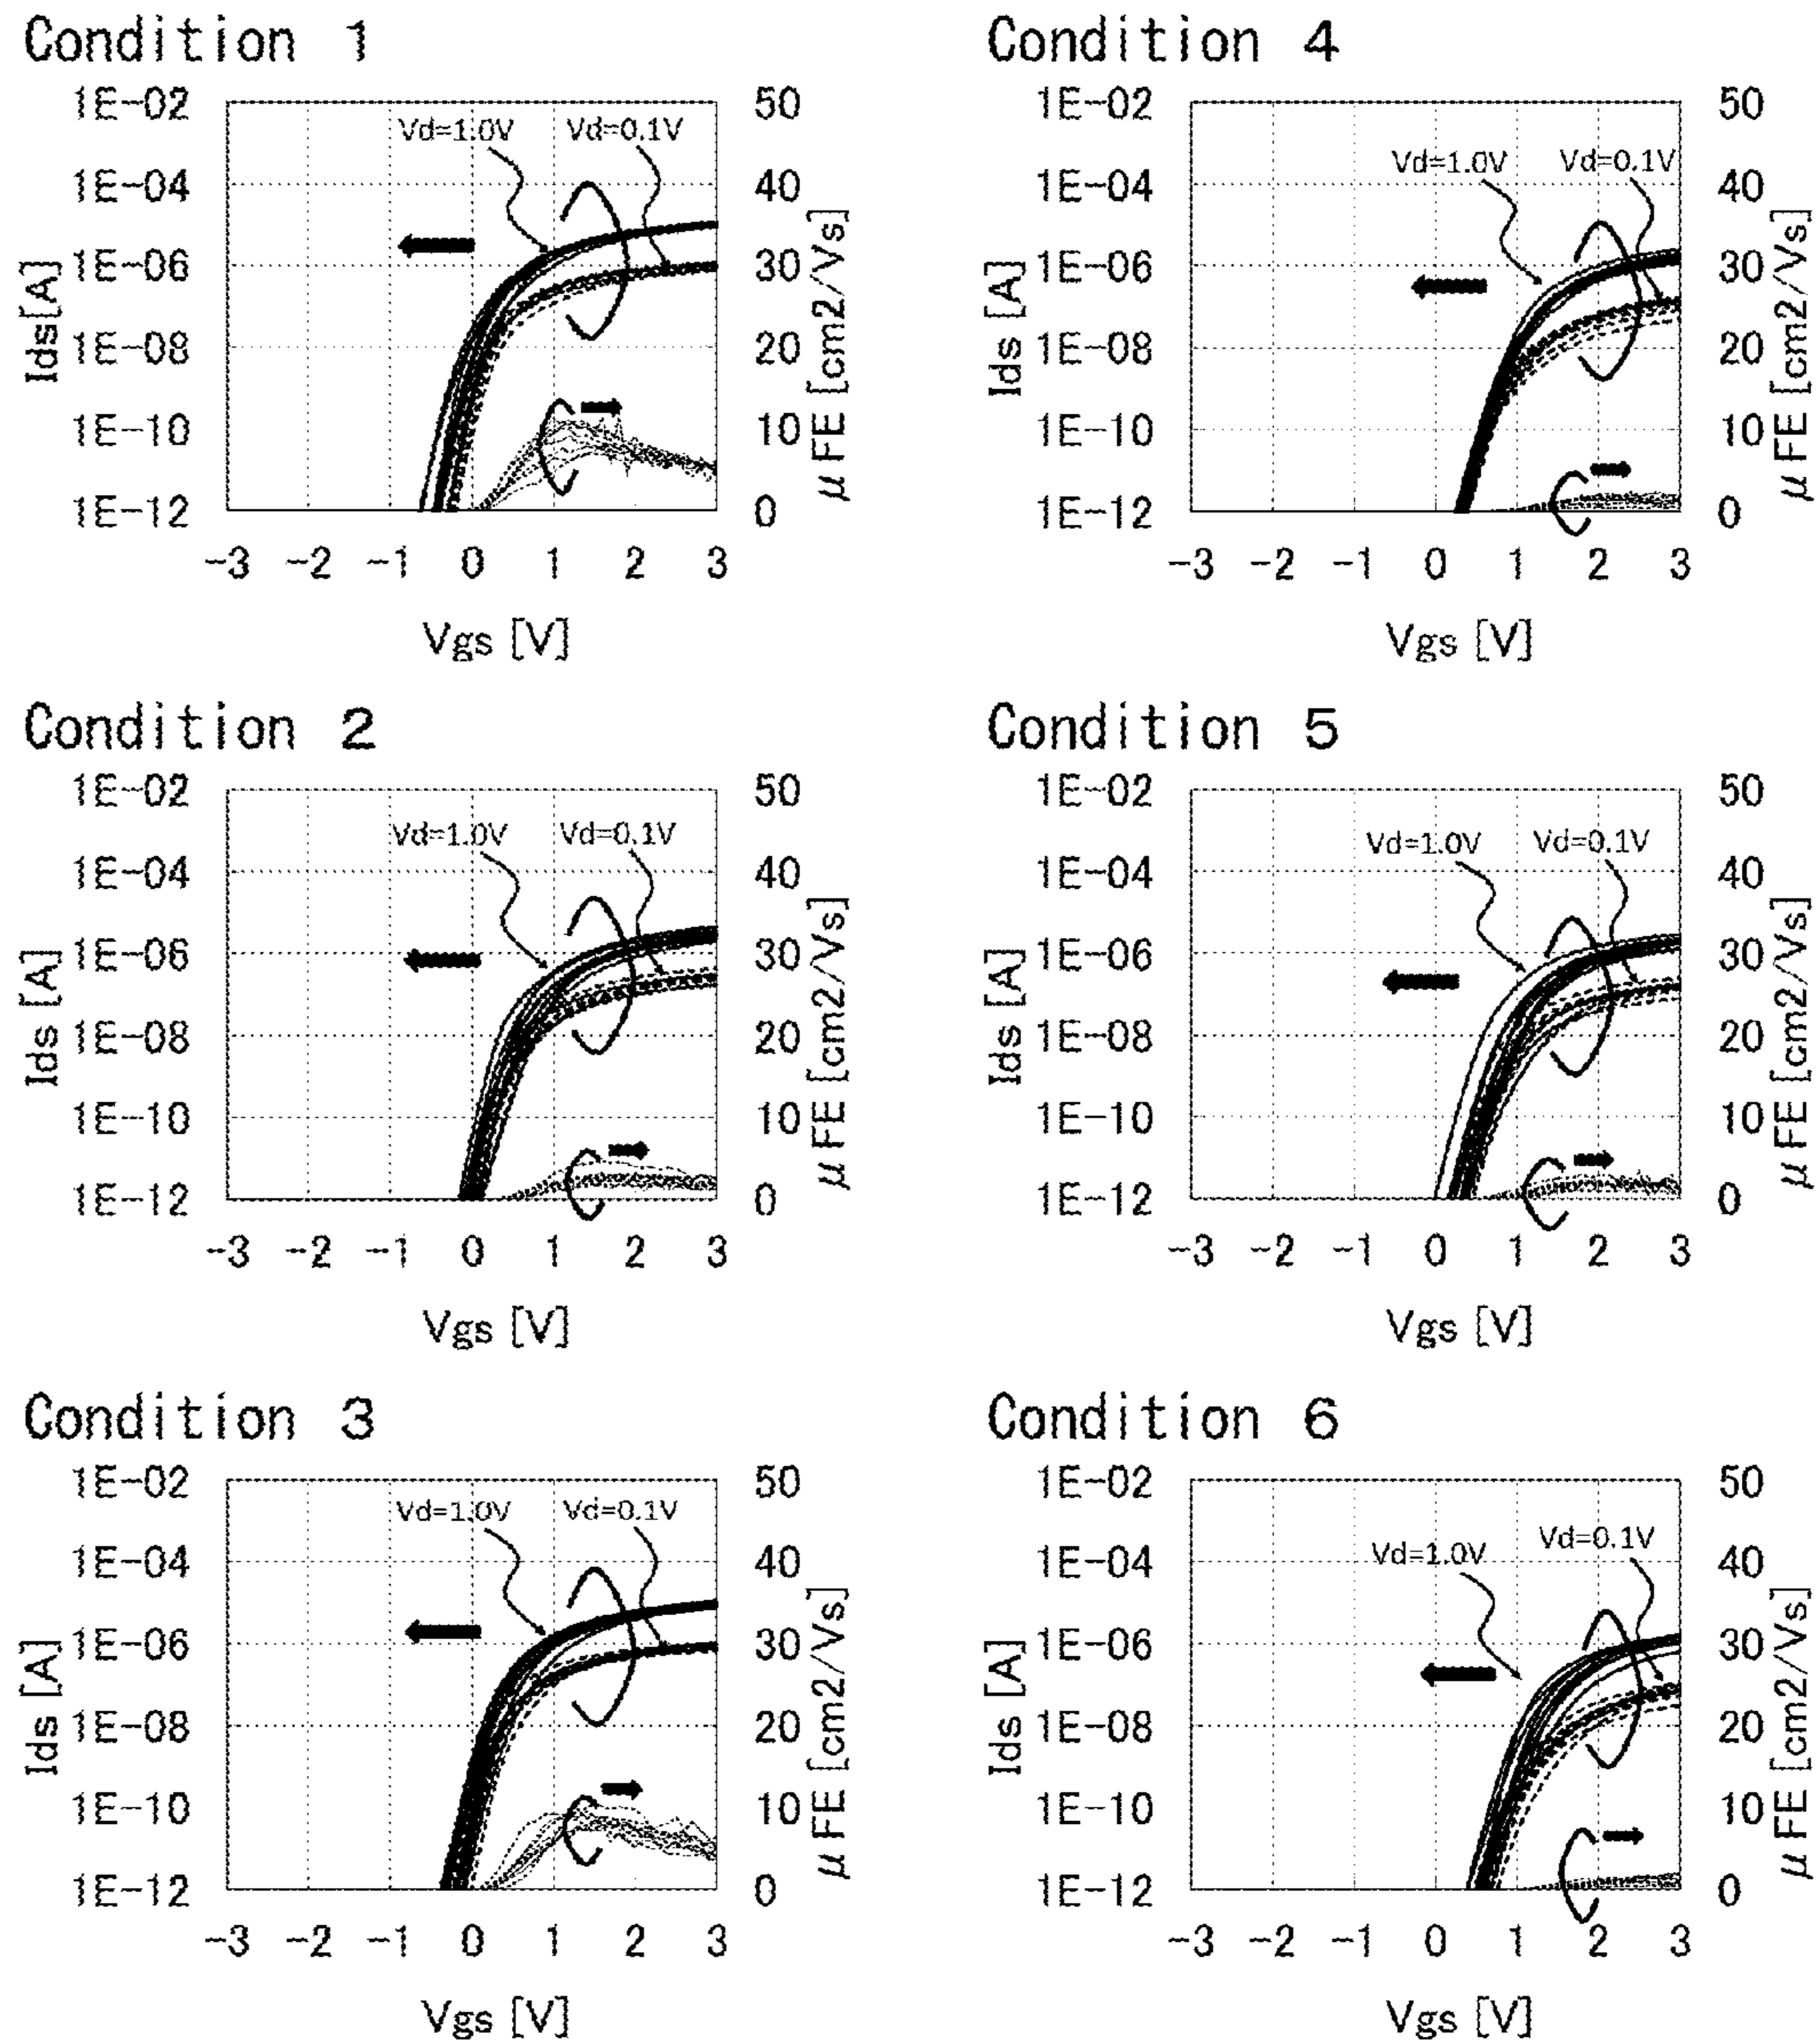 Condition 1
1E-02
1E-04
1E-06
1E-08
1E-10
1E-12
Ids[A]
Vd=1.0V
Vd=0.1V
50
40
30
20
10
0
μFE [cm2/Vs]
-3 -2 -1 0 1 2 3
Vgs [V]
Condition 4
1E-02
1E-04
1E-06
1E-08
1E-10
1E-12
Ids [A]
Vd=1.0V
Vd=0.1V
50
40
30
20
10
0
μFE [cm2/Vs]
-3 -2 -1 0 1 2 3
Vgs [V]
Condition 2
1E-02
1E-04
1E-06
1E-08
1E-10
1E-12
Ids [A]
Vd=1.0V
Vd=0.1V
50
40
30
20
10
0
μFE [cm2/Vs]
-3 -2 -1 0 1 2 3
Vgs [V]
Condition 5
1E-02
1E-04
1E-06
1E-08
1E-10
1E-12
Ids [A]
Vd=1.0V
Vd=0.1V
50
40
30
20
10
0
μFE [cm2/Vs]
-3 -2 -1 0 1 2 3
Vgs [V]
Condition 3
1E-02
1E-04
1E-06
1E-08
1E-10
1E-12
Ids [A]
Vd=1.0V
Vd=0.1V
50
40
30
20
10
0
μFE [cm2/Vs]
-3 -2 -1 0 1 2 3
Vgs [V]
Condition 6
1E-02
1E-04
1E-06
1E-08
1E-10
1E-12
Ids [A]
Vd=1.0V
Vd=0.1V
50
40
30
20
10
0
μFE [cm2/Vs]
-3 -2 -1 0 1 2 3
Vgs [V]